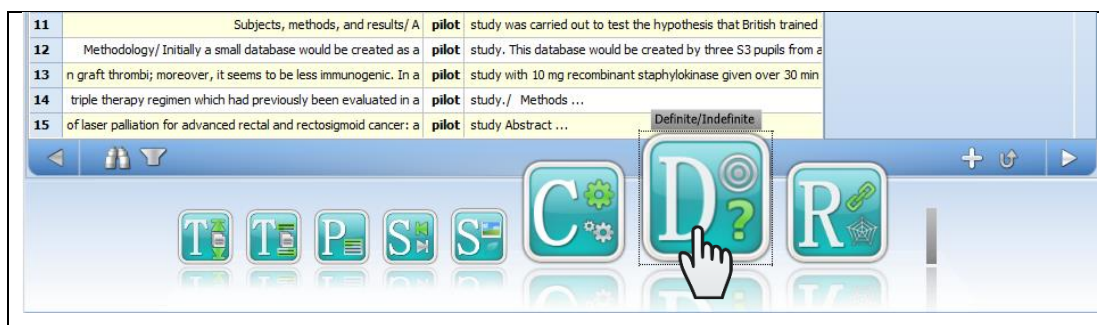 11 Subjects, methods, and results/ A pilot study was carried out to test the hypothesis that British trained
12 Methodology/ Initially a small database would be created as a pilot study. This database would be created by three S3 pupils from a
13 n graft thrombi; moreover, it seems to be less immunogenic. In a pilot study with 10 mg recombinant staphylokinase given over 30 min
14 triple therapy regimen which had previously been evaluated in a pilot study./ Methods ...
15 of laser palliation for advanced rectal and rectosigmoid cancer: a pilot study Abstract ...
Definite/Indefinite
T T P S S C D ? R